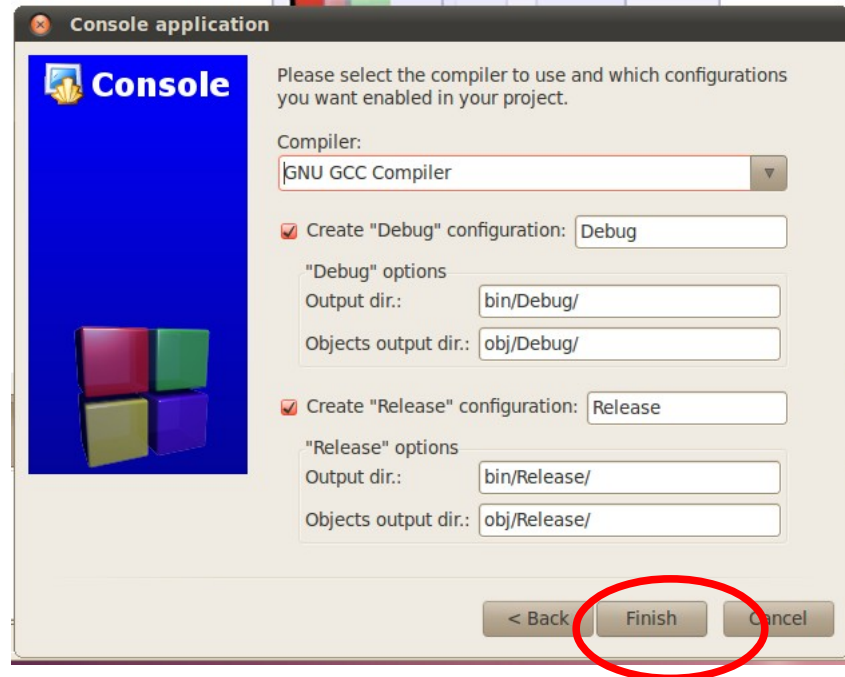 Console application
Console
Please select the compiler to use and which configurations
you want enabled in your project.
Compiler:
GNU GCC Compiler
Create "Debug" configuration: Debug
"Debug" options
Output dir.: bin/Debug/
Objects output dir.: obj/Debug/
Create "Release" configuration: Release
"Release" options
Output dir.: bin/Release/
Objects output dir.: obj/Release/
< Back Finish Cancel